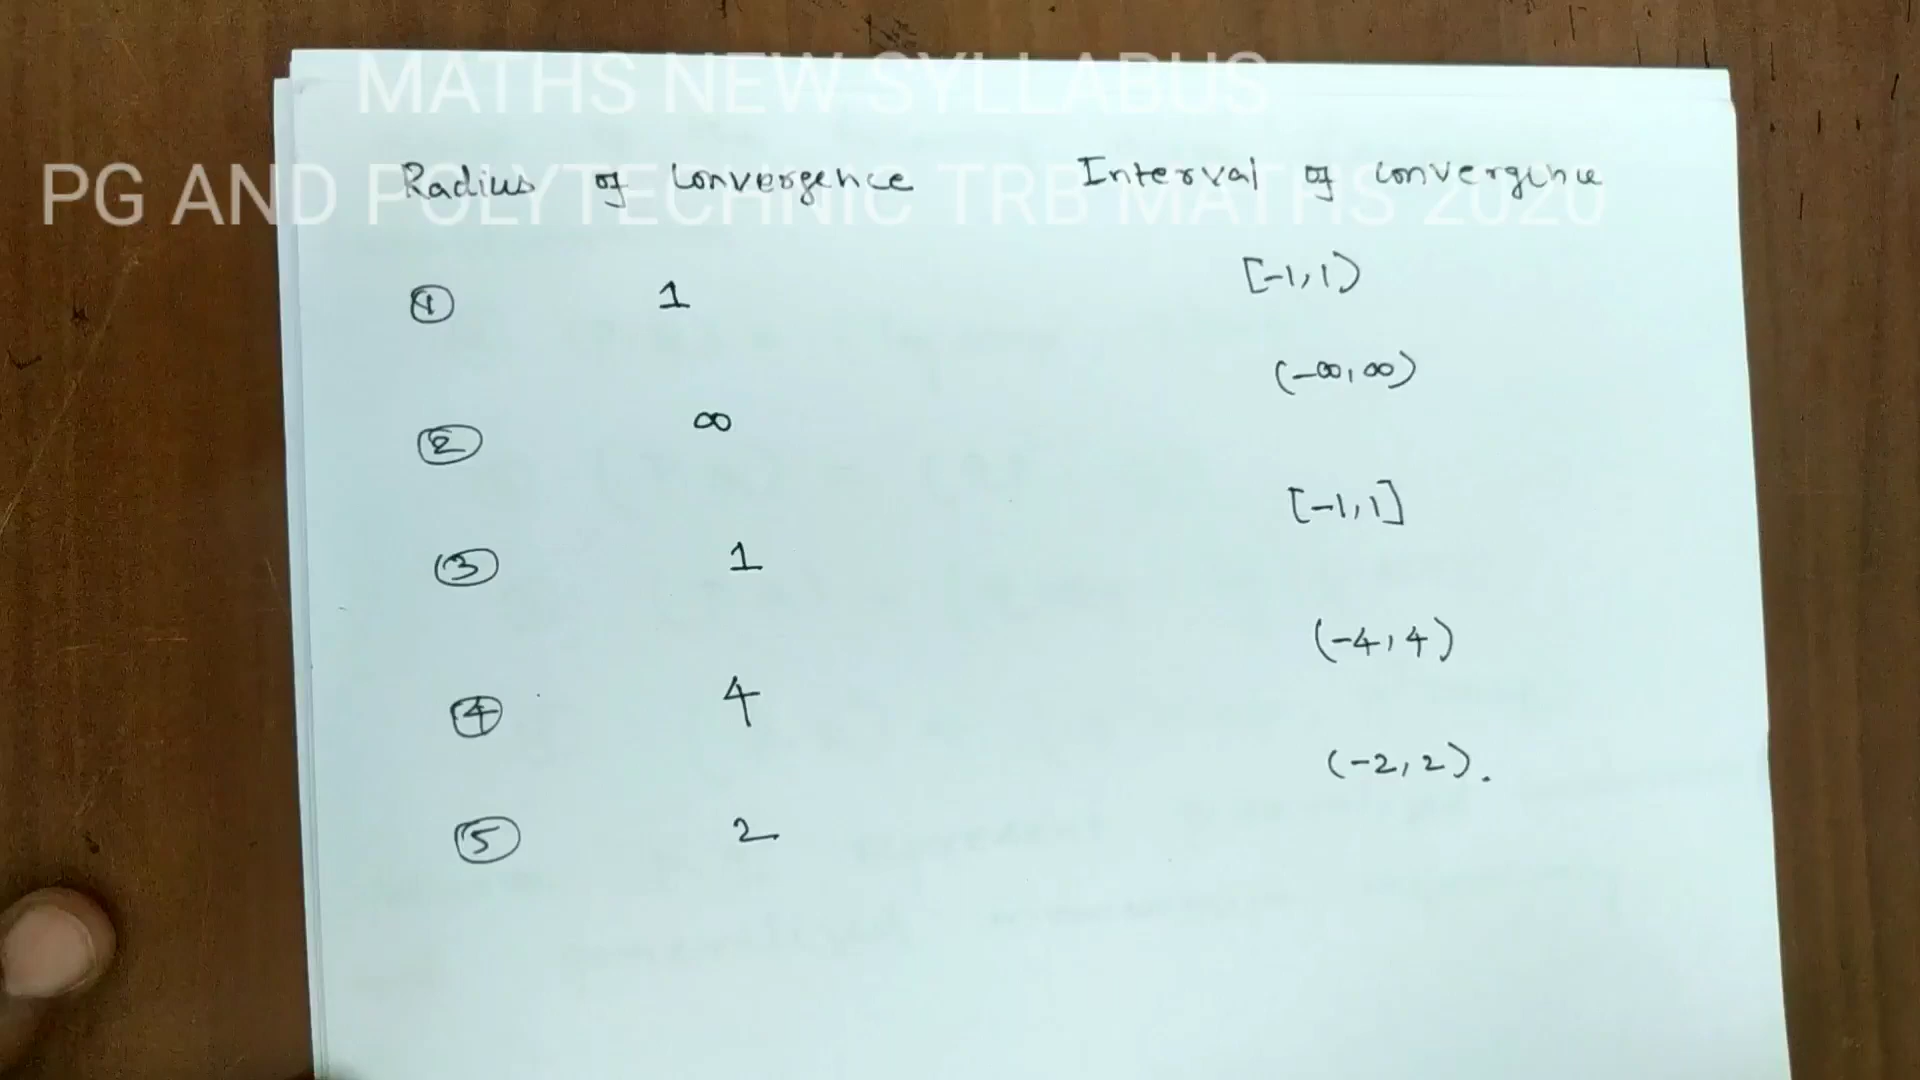 MATHS NEW SYLLABUS
PG AND POLYTECHNIC TRB MATHS 2020
Radius of convergence Interval of convergence
① 1 [-1, 1)
② ∞ (-∞, ∞)
③ 1 [-1, 1]
④ 4 (-4, 4)
⑤ 2 (-2, 2).